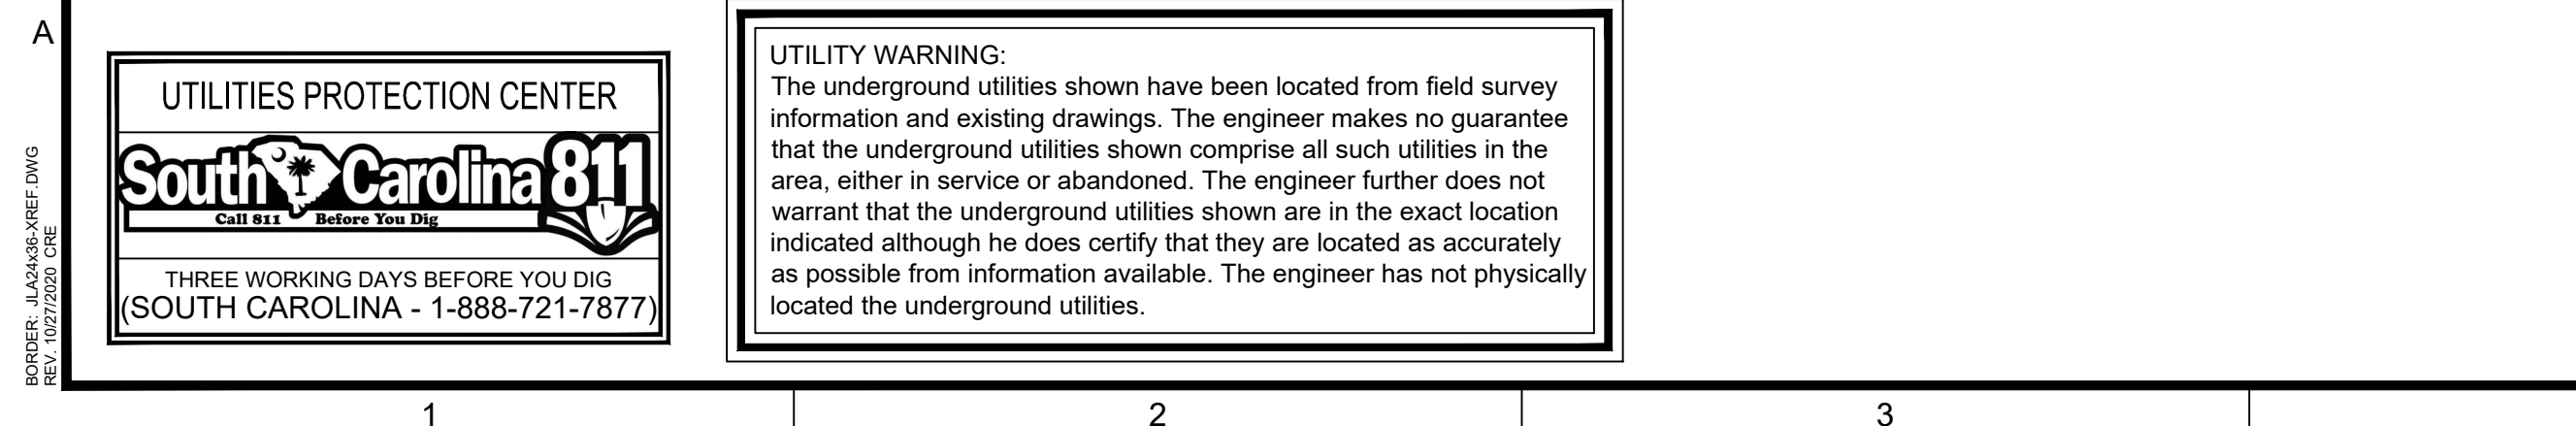 A
BORDER: JLA24x36-XREF.DWG
REV. 10/27/2020 CRE
UTILITIES PROTECTION CENTER
South Carolina 811
Call 811 Before You Dig
THREE WORKING DAYS BEFORE YOU DIG
(SOUTH CAROLINA - 1-888-721-7877)
UTILITY WARNING:
The underground utilities shown have been located from field survey
information and existing drawings. The engineer makes no guarantee
that the underground utilities shown comprise all such utilities in the
area, either in service or abandoned. The engineer further does not
warrant that the underground utilities shown are in the exact location
indicated although he does certify that they are located as accurately
as possible from information available. The engineer has not physically
located the underground utilities.
1
2
3